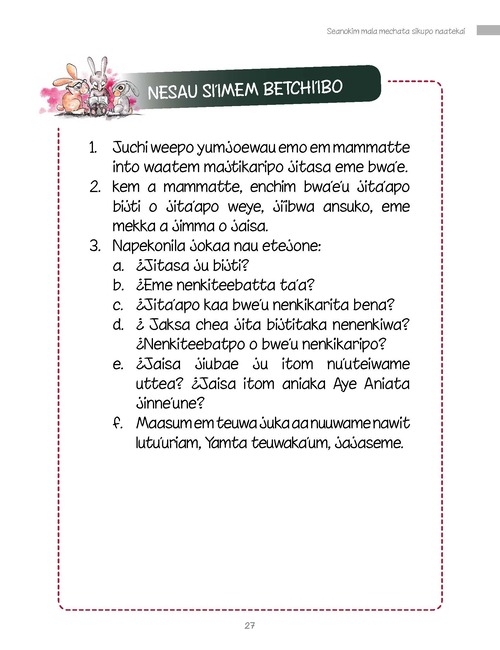 Seanokim mala mechata sikupo naatekai
NESAU SI'IMEM BETCHI'IBO
1. Juchi weepo yumjoewau emo em mammatte
into waatem majtikaripo jitasa eme bwa'e.
2. kem a mammatte, enchim bwa'e'u jita'apo
bijti o jita'apo weye, ji'ibwa ansuko, eme
mekka a jimma o jaisa.
3. Napekonila jokaa nau etejone:
a. ¿Jitasa ju bijti?
b. ¿Eme nenkiteebatta ta'a?
c. ¿Jita'apo kaa bwe'u nenkikarita bena?
d. ¿ Jaksa chea jita bijtitaka nenenkiwa?
¿Nenkiteebatpo o bwe'u nenkikaripo?
e. ¿Jaisa jiubae ju itom nu'uteiwame
uttea? ¿Jaisa itom aniaka Aye Aniata
jinne'une?
f. Maasum em teuwa juka aa nuuwame nawit
lutu'uriam, Yamta teuwaka'um, jajaseme.
27